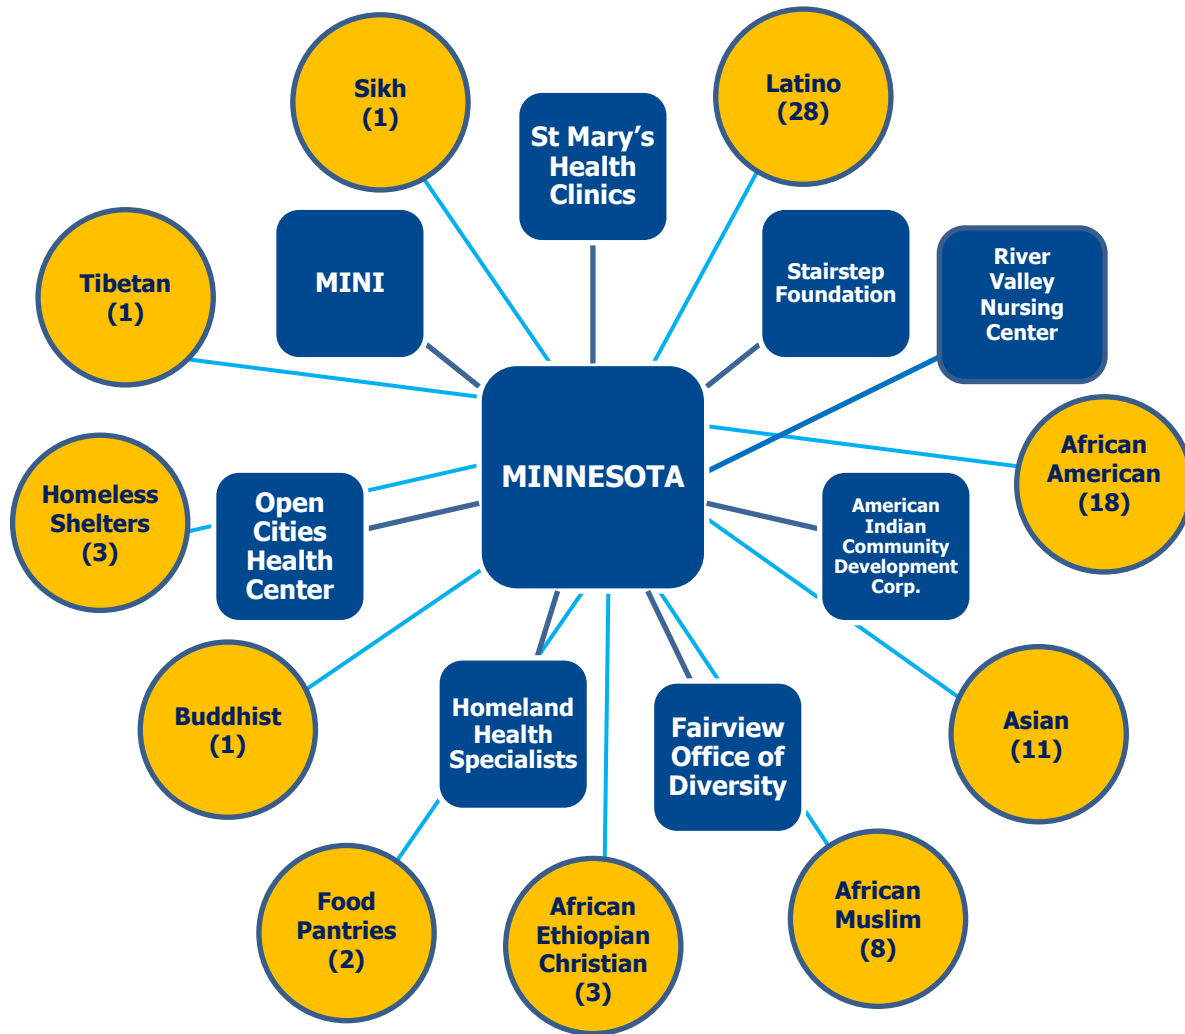 Sikh
(1)
Latino
(28)
St Mary’s
Health
Clinics
MINI
Stairstep
Foundation
River
Valley
Nursing
Center
Tibetan
(1)
MINNESOTA
African
American
(18)
Homeless
Shelters
(3)
Open
Cities
Health
Center
American
Indian
Community
Development
Corp.
Buddhist
(1)
Homeland
Health
Specialists
Fairview
Office of
Diversity
Asian
(11)
Food
Pantries
(2)
African
Ethiopian
Christian
(3)
African
Muslim
(8)